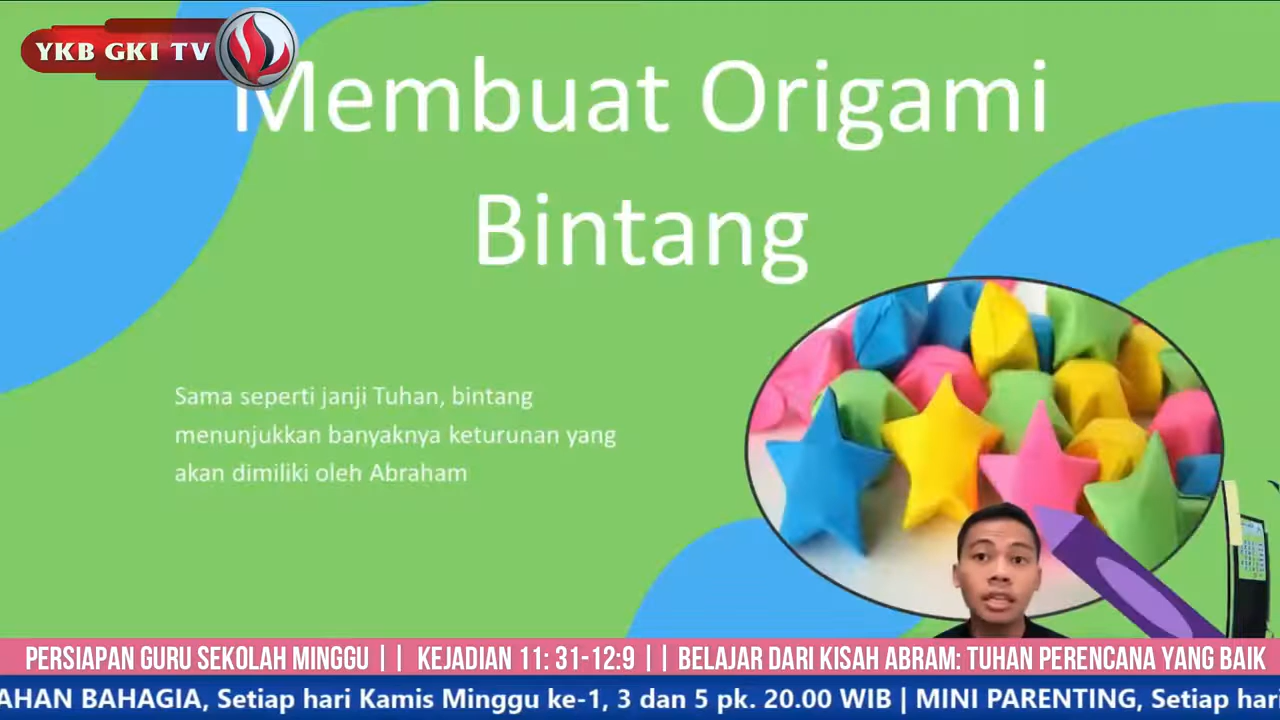 YKB GKI TV
Membuat Origami
Bintang
Sama seperti janji Tuhan, bintang
menunjukkan banyaknya keturunan yang
akan dimiliki oleh Abraham
PERSIAPAN GURU SEKOLAH MINGGU || KEJADIAN 11: 31-12:9 || BELAJAR DARI KISAH ABRAM: TUHAN PERENCANA YANG BAIK
AHAN BAHAGIA, Setiap hari Kamis Minggu ke-1, 3 dan 5 pk. 20.00 WIB | MINI PARENTING, Setiap hari